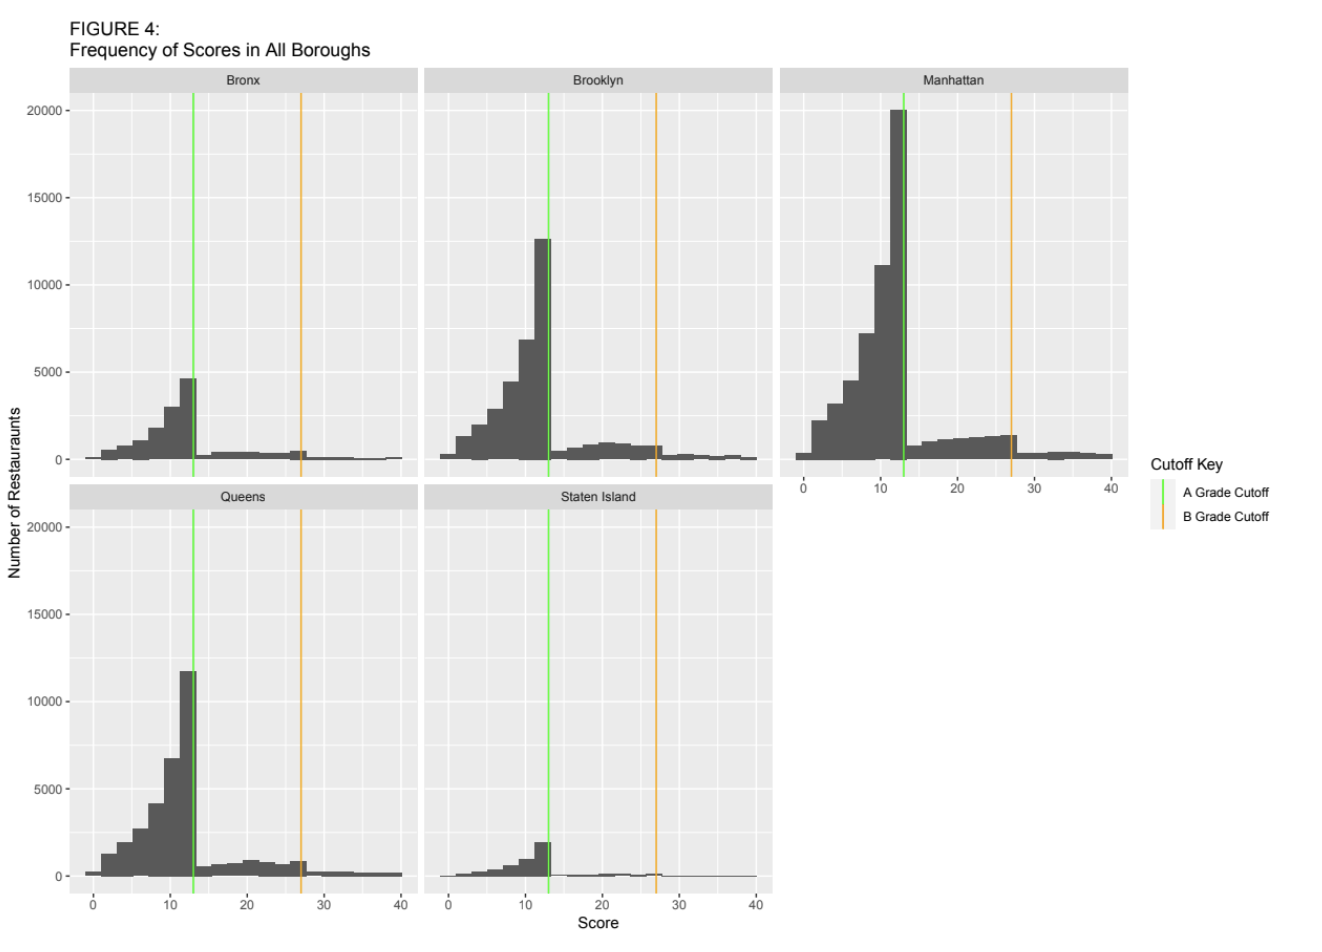 FIGURE 4:
Frequency of Scores in All Boroughs
Bronx
Brooklyn
Manhattan
20000
15000
10000
5000
0
0 10 20 30 40
Number of Restauraunts
Queens
Staten Island
20000
15000
10000
5000
0
0 10 20 30 40
0 10 20 30 40
Score
Cutoff Key
A Grade Cutoff
B Grade Cutoff